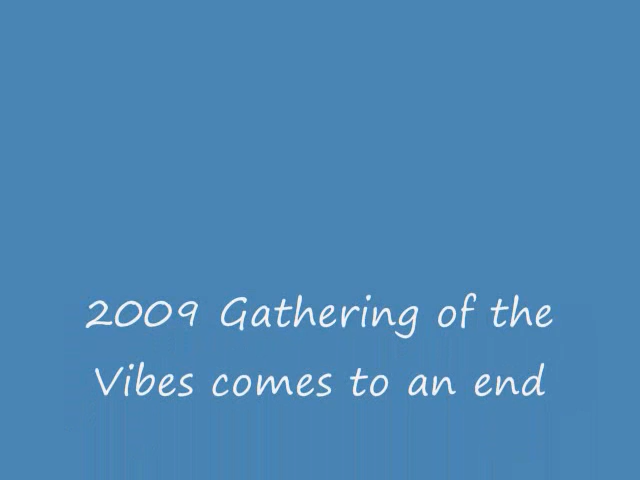 2009 Gathering of the
Vibes comes to an end